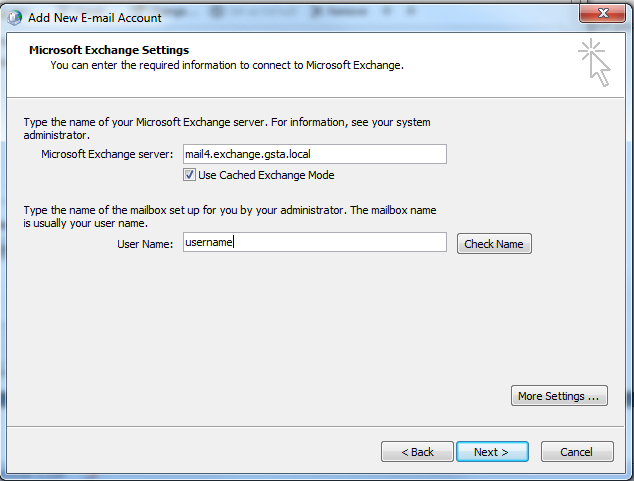 Add New E-mail Account
Microsoft Exchange Settings
You can enter the required information to connect to Microsoft Exchange.
Type the name of your Microsoft Exchange server. For information, see your system
administrator.
Microsoft Exchange server: mail4.exchange.gsta.local
Use Cached Exchange Mode
Type the name of the mailbox set up for you by your administrator. The mailbox name
is usually your user name.
User Name: username Check Name
More Settings ...
< Back Next > Cancel